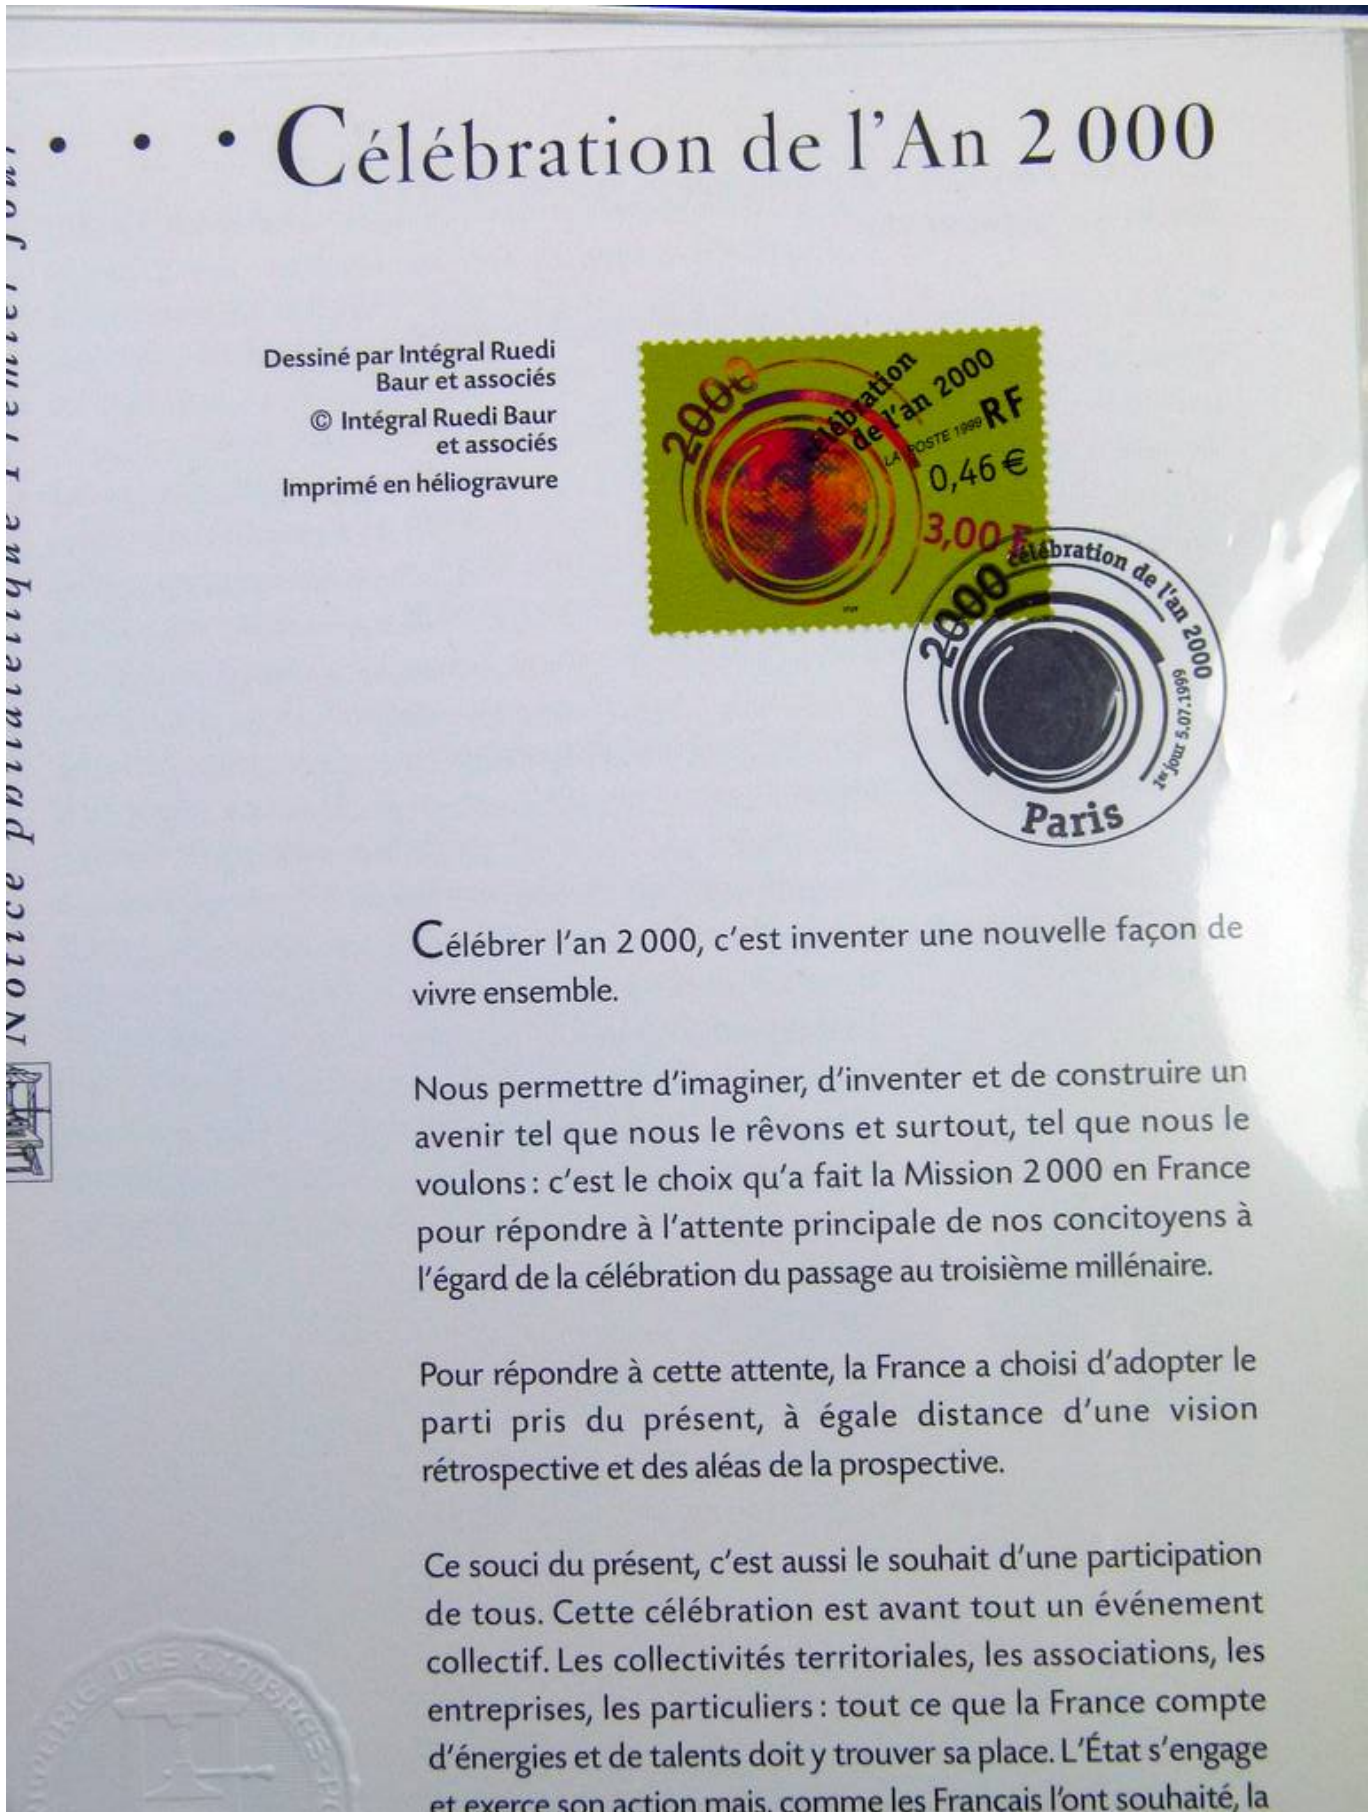 • • • Célébration de l'An 2 000
Dessiné par Intégral Ruedi
Baur et associés
© Intégral Ruedi Baur
et associés
Imprimé en héliogravure
2000
célébration
de l'an 2000
LA POSTE 1999 RF
0,46 €
3,00 F
2000
célébration de l'an 2000
1er jour 5.07.1999
Paris
Notice philatélique Premier jour
Célébrer l'an 2 000, c'est inventer une nouvelle façon de
vivre ensemble.
Nous permettre d'imaginer, d'inventer et de construire un
avenir tel que nous le rêvons et surtout, tel que nous le
voulons : c'est le choix qu'a fait la Mission 2 000 en France
pour répondre à l'attente principale de nos concitoyens à
l'égard de la célébration du passage au troisième millénaire.
Pour répondre à cette attente, la France a choisi d'adopter le
parti pris du présent, à égale distance d'une vision
rétrospective et des aléas de la prospective.
Ce souci du présent, c'est aussi le souhait d'une participation
de tous. Cette célébration est avant tout un événement
collectif. Les collectivités territoriales, les associations, les
entreprises, les particuliers : tout ce que la France compte
d'énergies et de talents doit y trouver sa place. L'État s'engage
et exerce son action mais, comme les Français l'ont souhaité, la
DES TIMBRES-PO